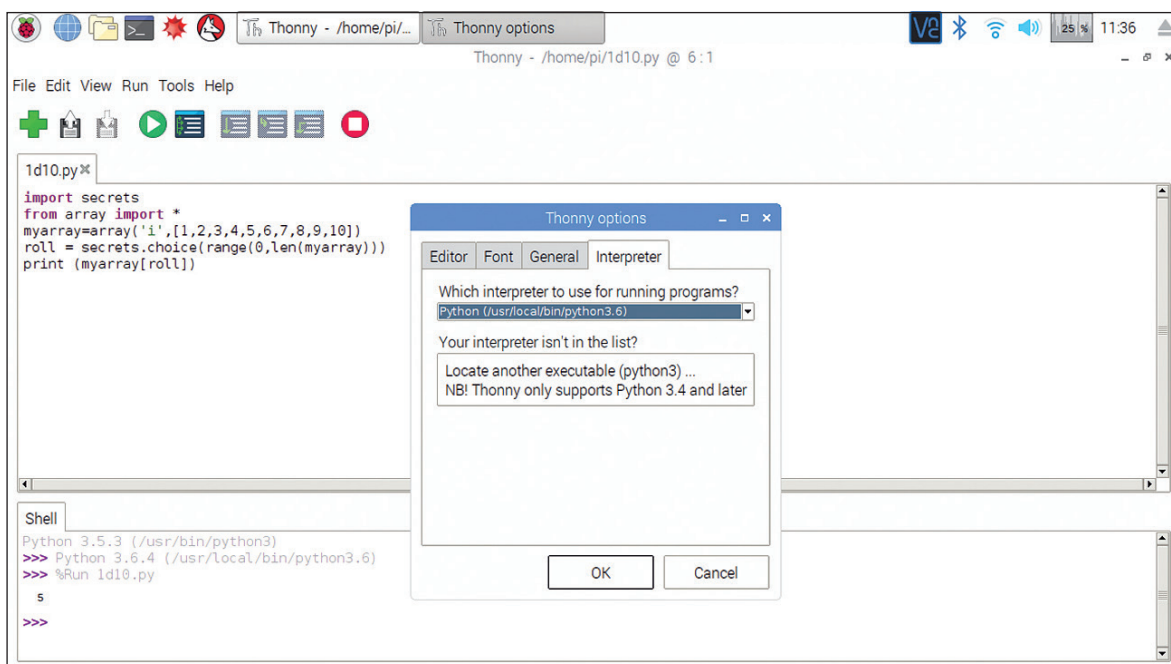 Thonny - /home/pi/...
Thonny options
25 %
11:36
Thonny - /home/pi/1d10.py @ 6 : 1
File Edit View Run Tools Help
1d10.py
import secrets
from array import *
myarray=array('i',[1,2,3,4,5,6,7,8,9,10])
roll = secrets.choice(range(0,len(myarray)))
print (myarray[roll])
Thonny options
Editor Font General Interpreter
Which interpreter to use for running programs?
Python (/usr/local/bin/python3.6)
Your interpreter isn't in the list?
Locate another executable (python3) ...
NB! Thonny only supports Python 3.4 and later
OK Cancel
Shell
Python 3.5.3 (/usr/bin/python3)
>>> Python 3.6.4 (/usr/local/bin/python3.6)
>>> %Run 1d10.py
5
>>>